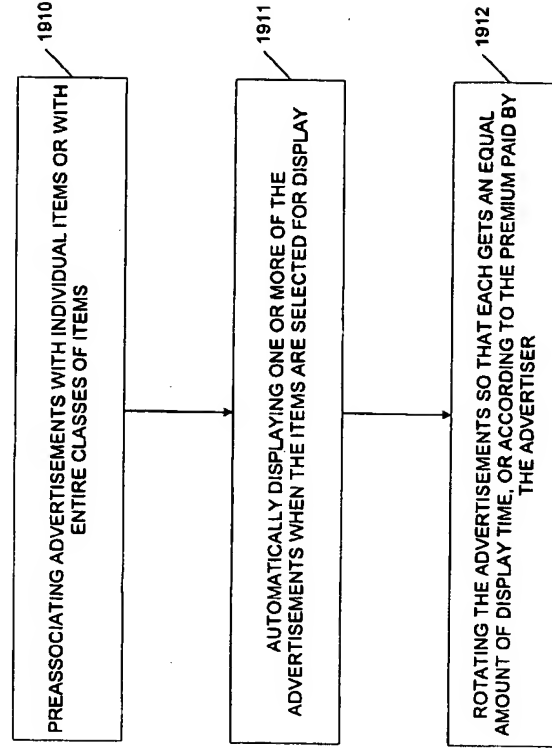 1910
PREASSOCIATING ADVERTISEMENTS WITH INDIVIDUAL ITEMS OR WITH
ENTIRE CLASSES OF ITEMS
1911
AUTOMATICALLY DISPLAYING ONE OR MORE OF THE
ADVERTISEMENTS WHEN THE ITEMS ARE SELECTED FOR DISPLAY
1912
ROTATING THE ADVERTISEMENTS SO THAT EACH GETS AN EQUAL
AMOUNT OF DISPLAY TIME, OR ACCORDING TO THE PREMIUM PAID BY
THE ADVERTISER